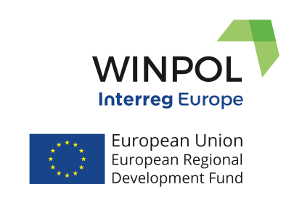 WINPOL
Interreg Europe
European Union
European Regional
Development Fund